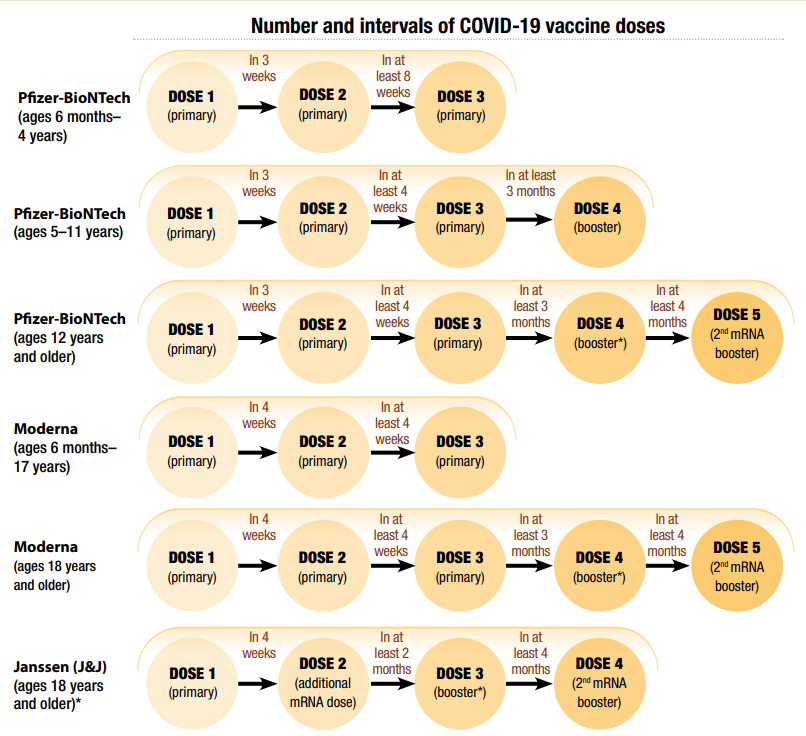 Number and intervals of COVID-19 vaccine doses
Pfizer-BioNTech
(ages 6 months–
4 years)
DOSE 1
(primary)
In 3
weeks
DOSE 2
(primary)
In at
least 8
weeks
DOSE 3
(primary)
Pfizer-BioNTech
(ages 5–11 years)
DOSE 1
(primary)
In 3
weeks
DOSE 2
(primary)
In at
least 4
weeks
DOSE 3
(primary)
In at least
3 months
DOSE 4
(booster)
Pfizer-BioNTech
(ages 12 years
and older)
DOSE 1
(primary)
In 3
weeks
DOSE 2
(primary)
In at
least 4
weeks
DOSE 3
(primary)
In at
least 3
months
DOSE 4
(booster*)
In at
least 4
months
DOSE 5
(2nd mRNA
booster)
Moderna
(ages 6 months–
17 years)
DOSE 1
(primary)
In 4
weeks
DOSE 2
(primary)
In at
least 4
weeks
DOSE 3
(primary)
Moderna
(ages 18 years
and older)
DOSE 1
(primary)
In 4
weeks
DOSE 2
(primary)
In at
least 4
weeks
DOSE 3
(primary)
In at
least 3
months
DOSE 4
(booster*)
In at
least 4
months
DOSE 5
(2nd mRNA
booster)
Janssen (J&J)
(ages 18 years
and older)*
DOSE 1
(primary)
In 4
weeks
DOSE 2
(additional
mRNA dose)
In at
least 2
months
DOSE 3
(booster*)
In at
least 4
months
DOSE 4
(2nd mRNA
booster)